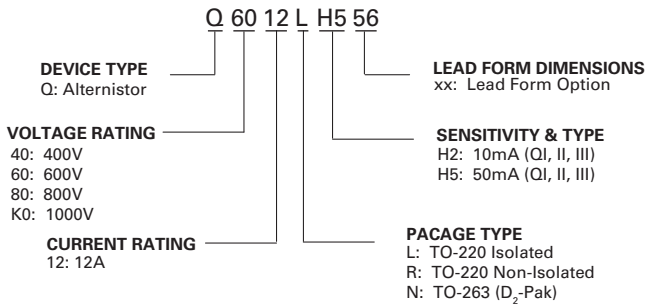 Q 60 12 L H5 56
DEVICE TYPE
Q: Alternistor
VOLTAGE RATING
40: 400V
60: 600V
80: 800V
K0: 1000V
CURRENT RATING
12: 12A
LEAD FORM DIMENSIONS
xx: Lead Form Option
SENSITIVITY & TYPE
H2: 10mA (QI, II, III)
H5: 50mA (QI, II, III)
PACAGE TYPE
L: TO-220 Isolated
R: TO-220 Non-Isolated
N: TO-263 (D2-Pak)